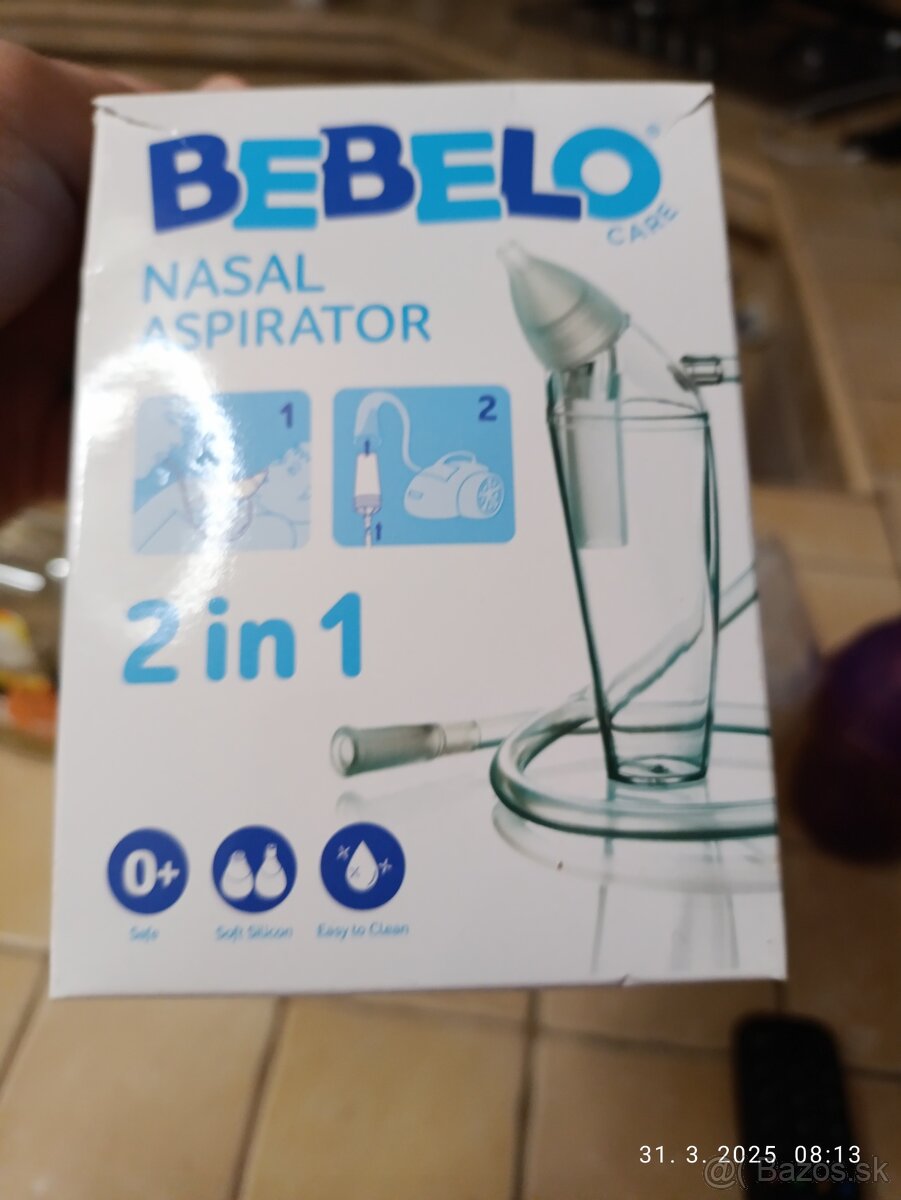 BEBELO®
CARE
NASAL
ASPIRATOR
1
2
2 in 1
0+
Safe
Soft Silicon
Easy to Clean
31. 3. 2025 08:13
@( Bazos.sk